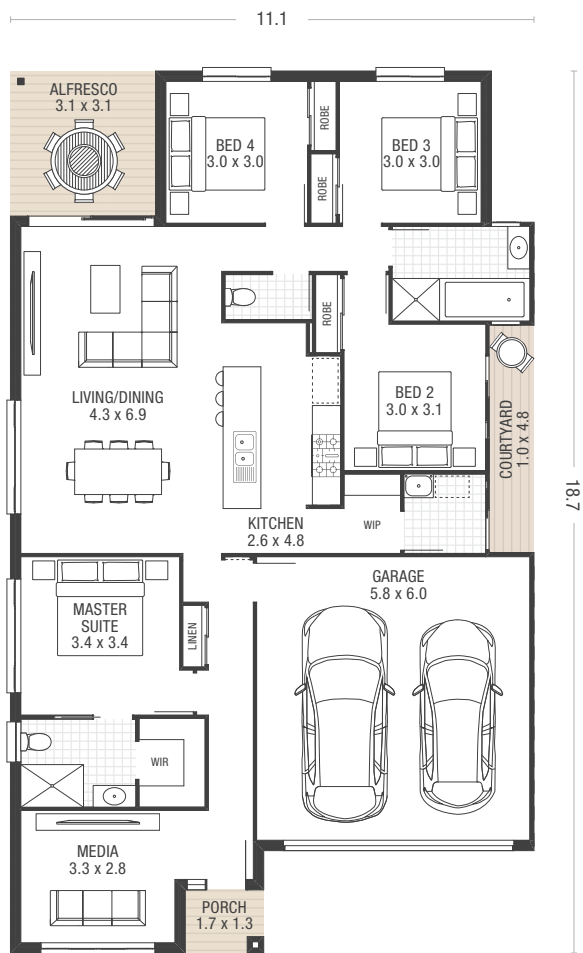 11.1
ALFRESCO
3.1 x 3.1
BED 4
3.0 x 3.0
ROBE
ROBE
BED 3
3.0 x 3.0
ROBE
LIVING/DINING
4.3 x 6.9
BED 2
3.0 x 3.1
COURTYARD
1.0 x 4.8
18.7
KITCHEN
2.6 x 4.8
WIP
GARAGE
5.8 x 6.0
MASTER
SUITE
3.4 x 3.4
LINEN
WIR
MEDIA
3.3 x 2.8
PORCH
1.7 x 1.3